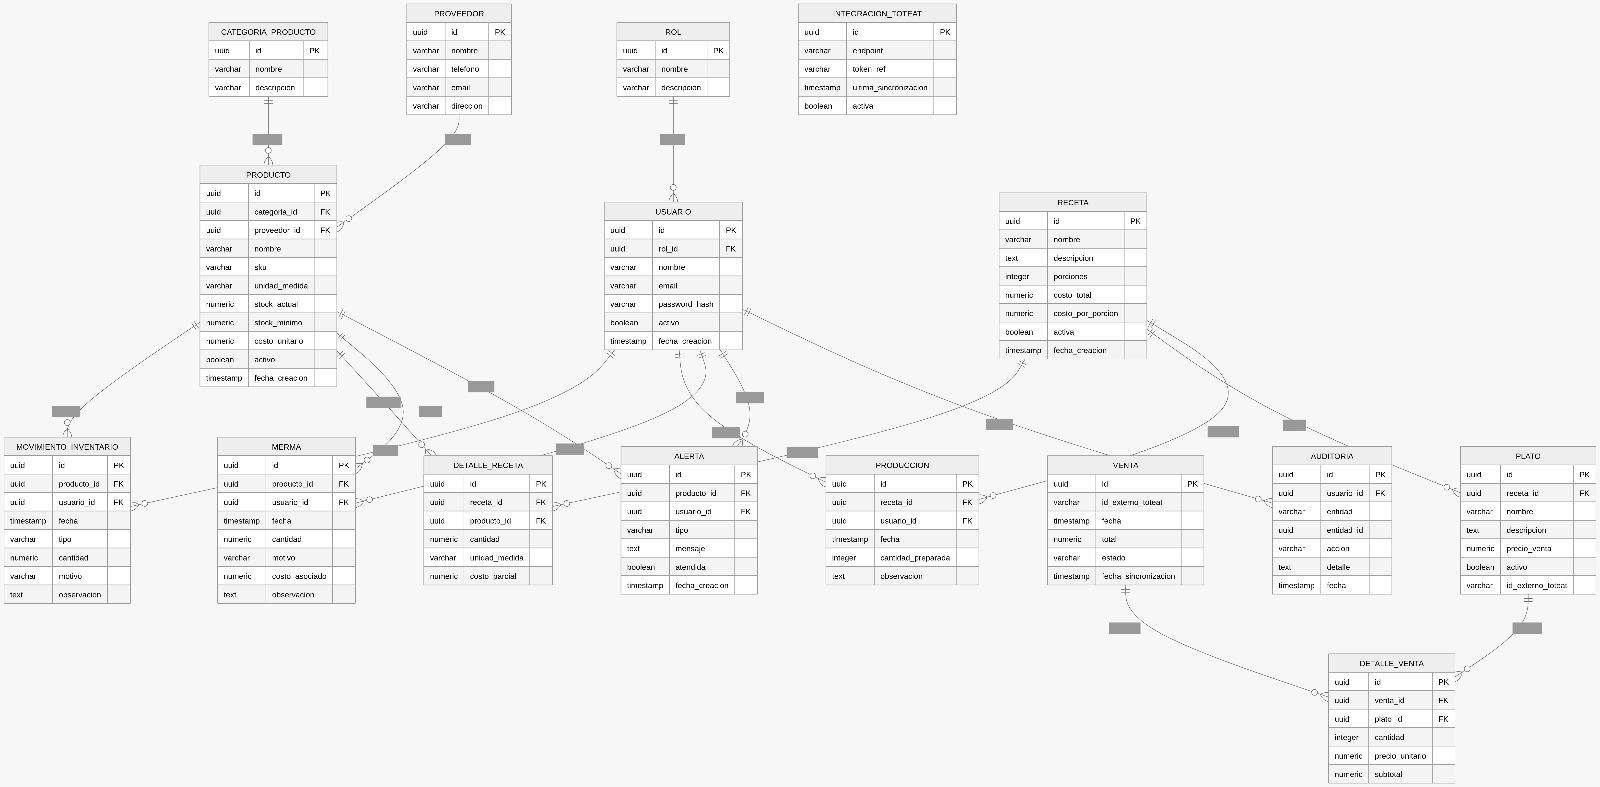 CATEGORIA_PRODUCTO
uuid id PK
varchar nombre
varchar descripcion
PROVEEDOR
uuid id PK
varchar nombre
varchar telefono
varchar email
varchar direccion
ROL
uuid id PK
varchar nombre
varchar descripcion
INTEGRACION_TOTEAT
uuid id PK
varchar endpoint
varchar token_ref
timestamp ultima_sincronizacion
boolean activa
PRODUCTO
uuid id PK
uuid categoria_id FK
uuid proveedor_id FK
varchar nombre
varchar sku
varchar unidad_medida
numeric stock_actual
numeric stock_minimo
numeric costo_unitario
boolean activo
timestamp fecha_creacion
USUARIO
uuid id PK
uuid rol_id FK
varchar nombre
varchar email
varchar password_hash
boolean activo
timestamp fecha_creacion
RECETA
uuid id PK
varchar nombre
text descripcion
integer porciones
numeric costo_total
numeric costo_por_porcion
boolean activa
timestamp fecha_creacion
MOVIMIENTO_INVENTARIO
uuid id PK
uuid producto_id FK
uuid usuario_id FK
timestamp fecha
varchar tipo
numeric cantidad
varchar motivo
text observacion
MERMA
uuid id PK
uuid producto_id FK
uuid usuario_id FK
timestamp fecha
numeric cantidad
varchar motivo
numeric costo_asociado
text observacion
DETALLE_RECETA
uuid id PK
uuid receta_id FK
uuid producto_id FK
numeric cantidad
varchar unidad_medida
numeric costo_parcial
ALERTA
uuid id PK
uuid producto_id FK
uuid usuario_id FK
varchar tipo
text mensaje
boolean atendida
timestamp fecha_creacion
PRODUCCION
uuid id PK
uuid receta_id FK
uuid usuario_id FK
timestamp fecha
integer cantidad_preparada
text observacion
VENTA
uuid id PK
varchar id_externo_toteat
timestamp fecha
numeric total
varchar estado
timestamp fecha_sincronizacion
AUDITORIA
uuid id PK
uuid usuario_id FK
varchar entidad
uuid entidad_id
varchar accion
text detalle
timestamp fecha
PLATO
uuid id PK
uuid receta_id FK
varchar nombre
text descripcion
numeric precio_venta
boolean activo
varchar id_externo_toteat
DETALLE_VENTA
uuid id PK
uuid venta_id FK
uuid plato_id FK
integer cantidad
numeric precio_unitario
numeric subtotal